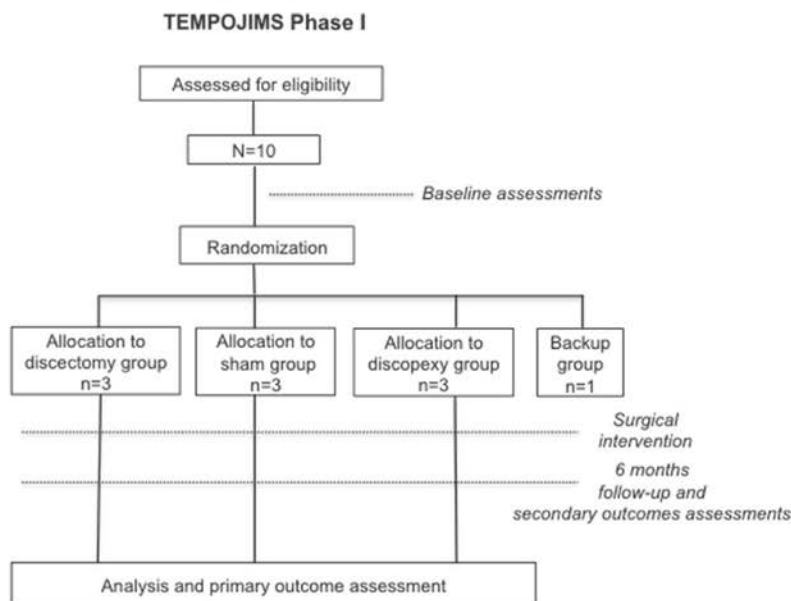 TEMPOJIMS Phase I
Assessed for eligibility
N=10
Baseline assessments
Randomization
Allocation to
discectomy group
n=3
Allocation to
sham group
n=3
Allocation to
discopexy group
n=3
Backup
group
n=1
Surgical
intervention
6 months
follow-up and
secondary outcomes assessments
Analysis and primary outcome assessment